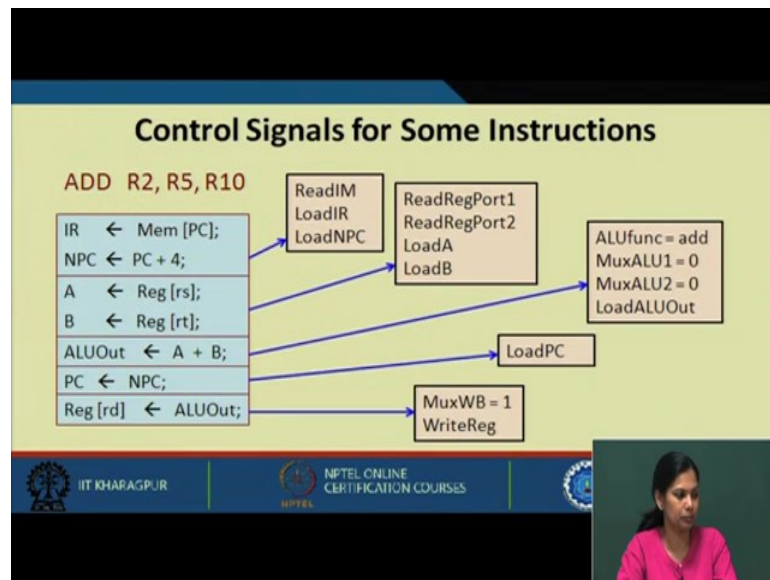 Control Signals for Some Instructions
ADD R2, R5, R10
IR ← Mem [PC];
NPC ← PC + 4;
A ← Reg [rs];
B ← Reg [rt];
ALUOut ← A + B;
PC ← NPC;
Reg [rd] ← ALUOut;
ReadIM
LoadIR
LoadNPC
ReadRegPort1
ReadRegPort2
LoadA
LoadB
ALUfunc = add
MuxALU1 = 0
MuxALU2 = 0
LoadALUOut
LoadPC
MuxWB = 1
WriteReg
IIT KHARAGPUR
NPTEL
NPTEL ONLINE
CERTIFICATION COURSES